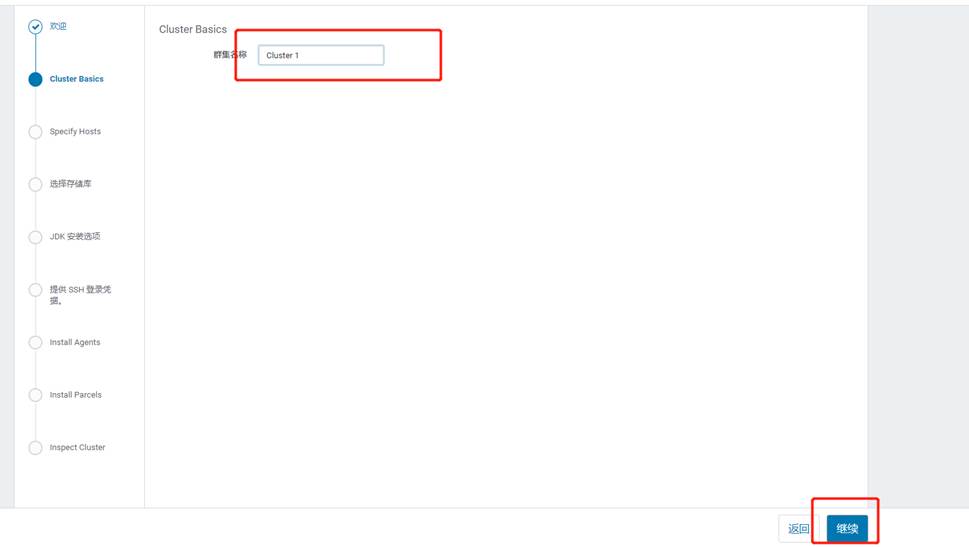 欢迎
Cluster Basics
Specify Hosts
选择存储库
JDK 安装选项
提供 SSH 登录凭
据。
Install Agents
Install Parcels
Inspect Cluster
Cluster Basics
群集名称 Cluster 1
返回 继续